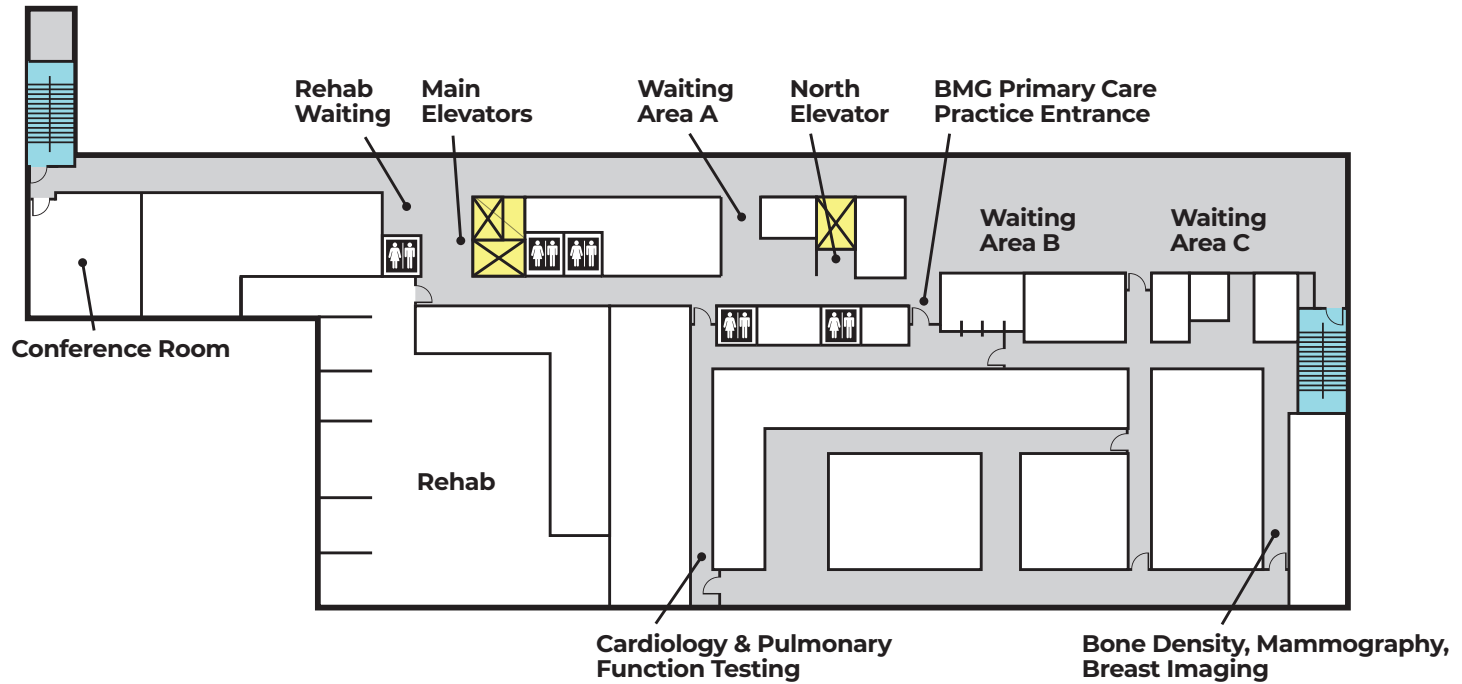 Rehab
Waiting
Main
Elevators
Waiting
Area A
North
Elevator
BMG Primary Care
Practice Entrance
Waiting
Area B
Waiting
Area C
Conference Room
Rehab
Cardiology & Pulmonary
Function Testing
Bone Density, Mammography,
Breast Imaging